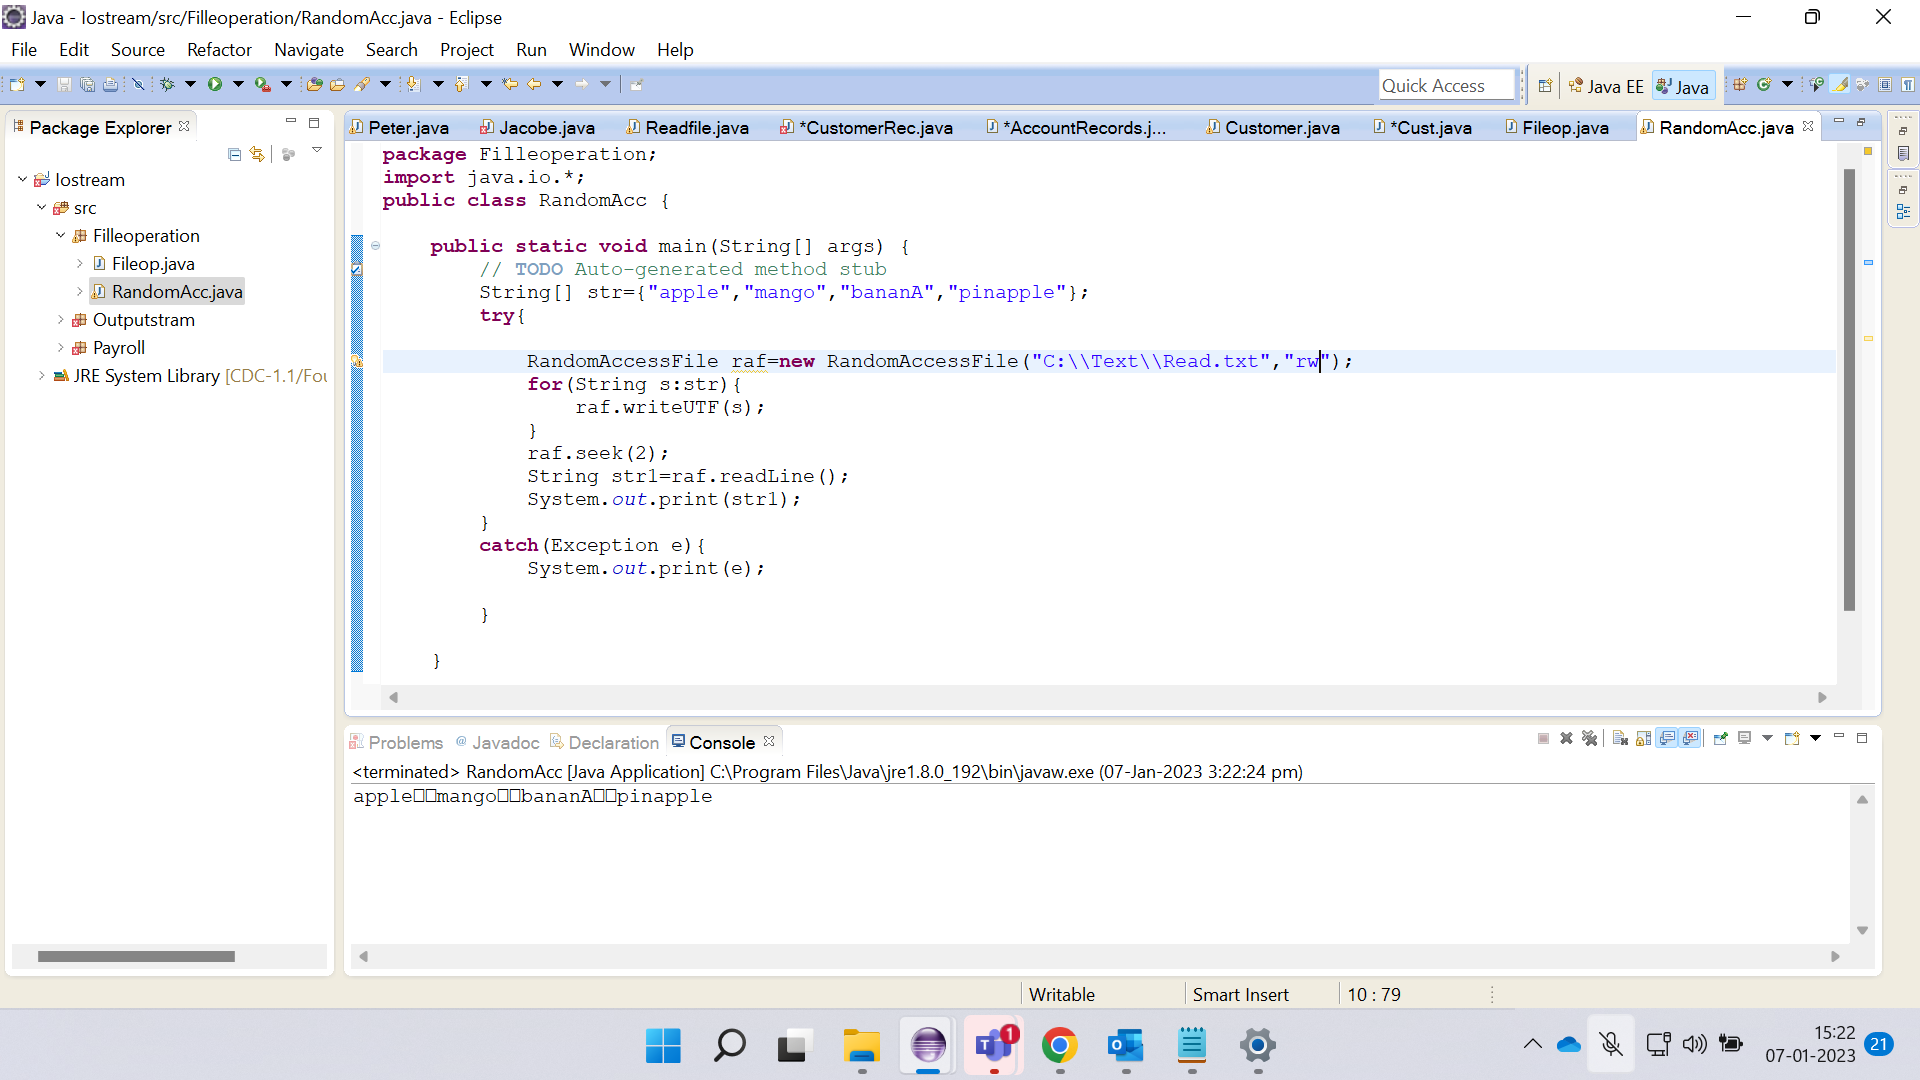 Java - Iostream/src/Filleoperation/RandomAcc.java - Eclipse
File Edit Source Refactor Navigate Search Project Run Window Help
Quick Access
Java EE
Java
Package Explorer
Iostream
src
Filleoperation
Fileop.java
RandomAcc.java
Outputstram
Payroll
JRE System Library [CDC-1.1/Fou
Peter.java Jacobe.java Readfile.java *CustomerRec.java *AccountRecords.j... Customer.java *Cust.java Fileop.java RandomAcc.java
package Filleoperation;
import java.io.*;
public class RandomAcc {
public static void main(String[] args) {
// TODO Auto-generated method stub
String[] str={"apple","mango","bananA","pinapple"};
try{
RandomAccessFile raf=new RandomAccessFile("C:\\Text\\Read.txt","rw");
for(String s:str){
raf.writeUTF(s);
}
raf.seek(2);
String str1=raf.readLine();
System.out.print(str1);
}
catch(Exception e){
System.out.print(e);
}
}
Problems @ Javadoc Declaration Console
<terminated> RandomAcc [Java Application] C:\Program Files\Java\jre1.8.0_192\bin\javaw.exe (07-Jan-2023 3:22:24 pm)
apple□□mango□□bananA□□pinapple
Writable Smart Insert 10 : 79
1
15:22
07-01-2023
21